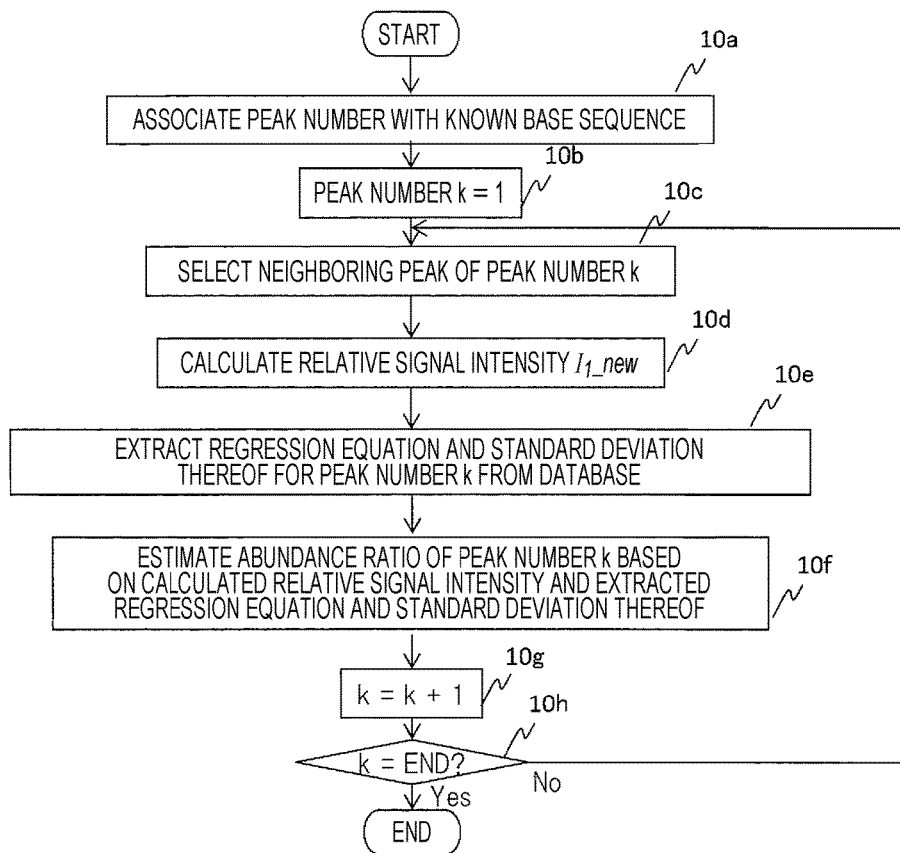 START
10a
ASSOCIATE PEAK NUMBER WITH KNOWN BASE SEQUENCE
10b
PEAK NUMBER k = 1
10c
SELECT NEIGHBORING PEAK OF PEAK NUMBER k
10d
CALCULATE RELATIVE SIGNAL INTENSITY I1_new
10e
EXTRACT REGRESSION EQUATION AND STANDARD DEVIATION
THEREOF FOR PEAK NUMBER k FROM DATABASE
ESTIMATE ABUNDANCE RATIO OF PEAK NUMBER k BASED
ON CALCULATED RELATIVE SIGNAL INTENSITY AND EXTRACTED
REGRESSION EQUATION AND STANDARD DEVIATION THEREOF
10f
10g
k = k + 1
10h
k = END?
No
Yes
END